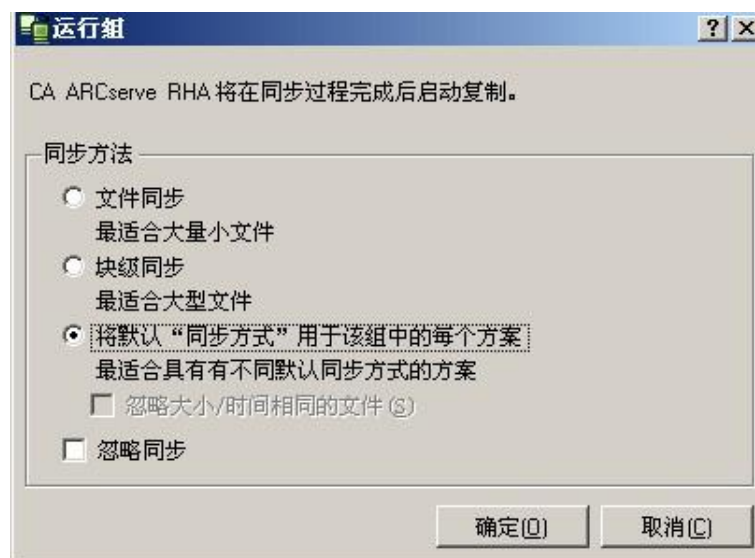 运行组
CA ARCserve RHA 将在同步过程完成后启动复制。
同步方法
文件同步
最适合大量小文件
块级同步
最适合大型文件
将默认“同步方式”用于该组中的每个方案
最适合具有有不同默认同步方式的方案
忽略大小/时间相同的文件(S)
忽略同步
确定(O) 取消(C)